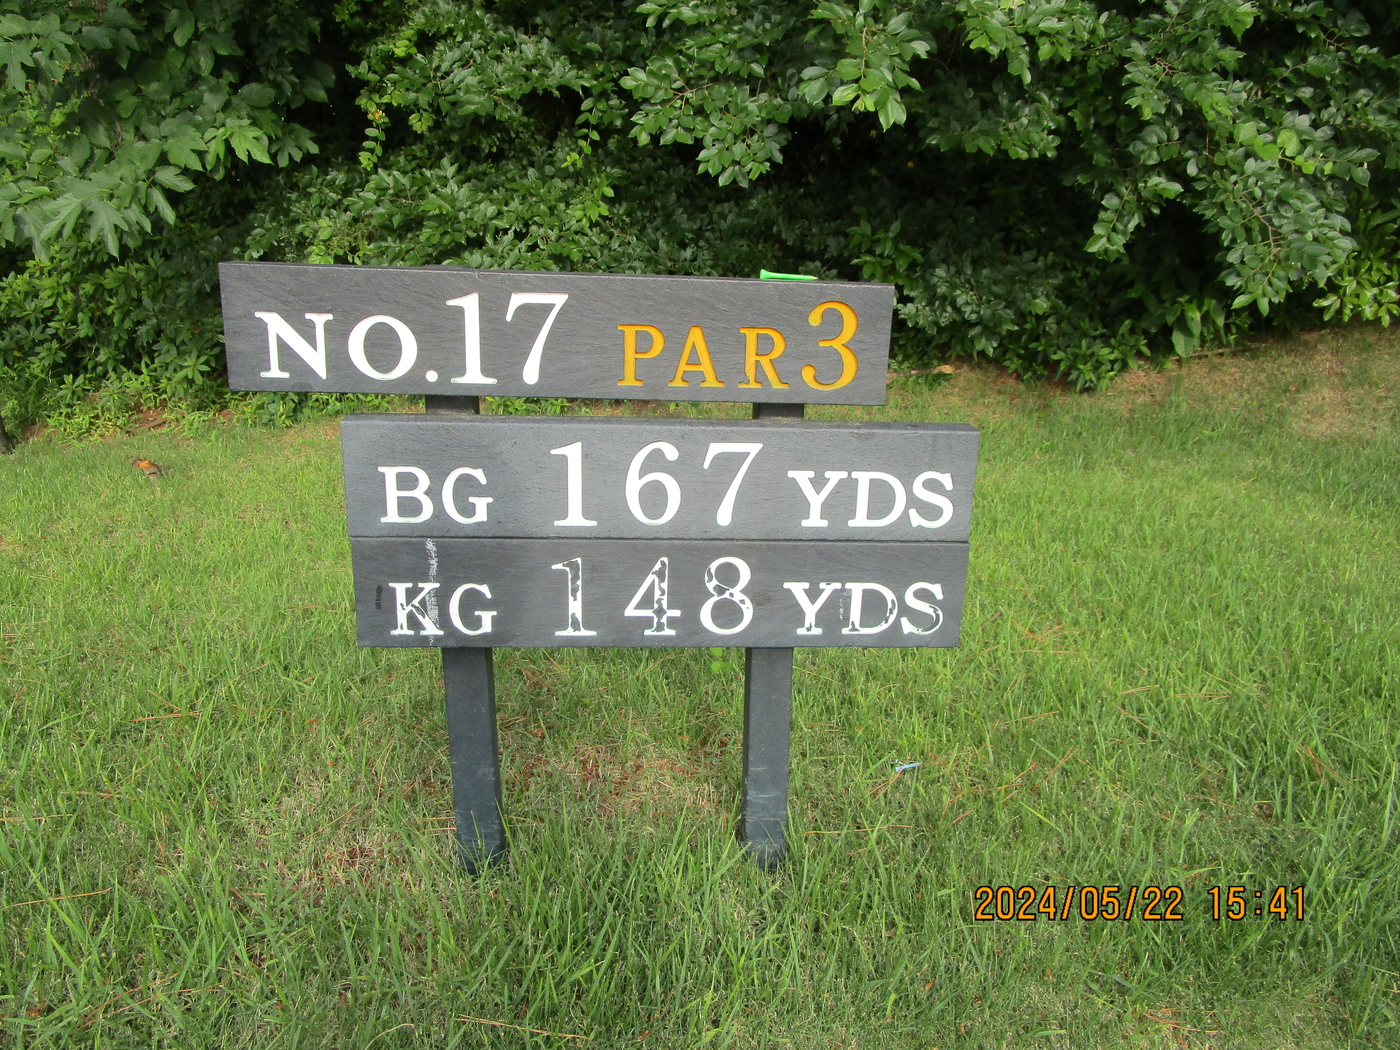 NO.17 PAR3
BG 167 YDS
KG 148 YDS
2024/05/22 15:41